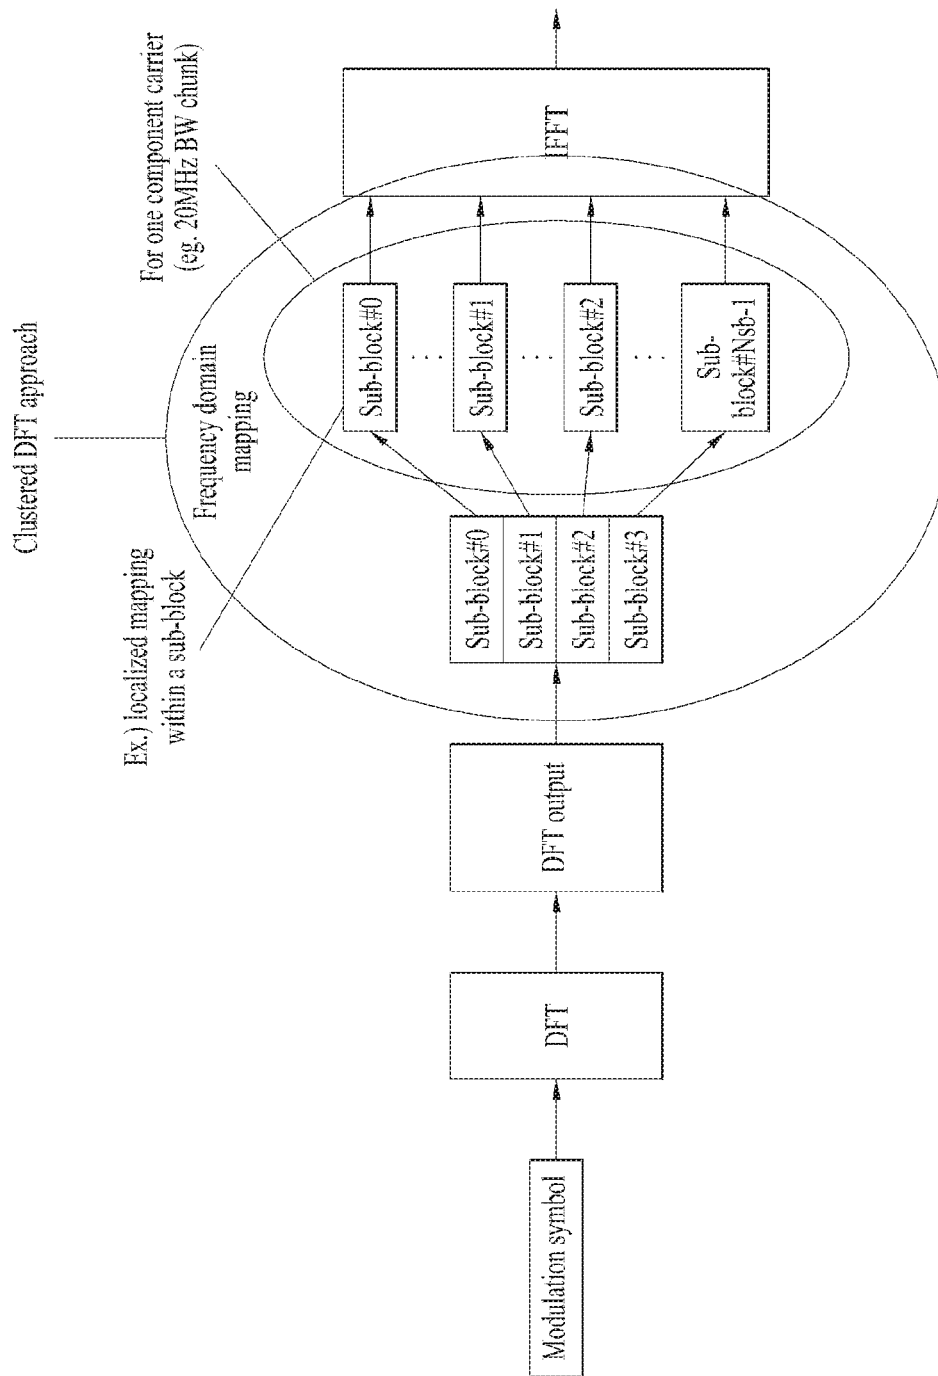 Clustered DFT approach
For one component carrier
(eg. 20MHz BW chunk)
Ex.) localized mapping
within a sub-block
Frequency domain
mapping
Modulation symbol
DFT
DFT output
Sub-block#0
Sub-block#1
Sub-block#2
Sub-block#3
Sub-block#0
Sub-block#1
Sub-block#2
Sub-
block#Nsb-1
IFFT